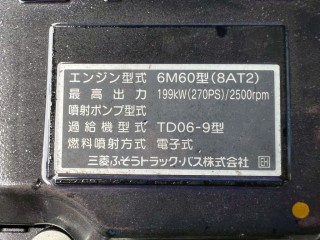 エンジン型式 6M60型(8AT2)
最高出力 199kW(270PS)/2500rpm
噴射ポンプ型式
過給機型式 TD06-9型
燃料噴射方式 電子式
三菱ふそうトラック・バス株式会社